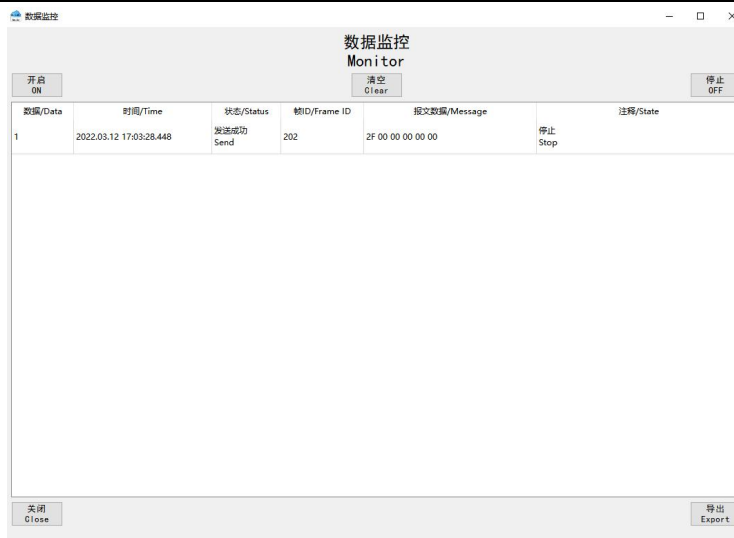 数据监控
数据监控
Monitor
开启
ON
清空
Clear
停止
OFF
数据/Data 时间/Time 状态/Status 帧ID/Frame ID 报文数据/Message 注释/State
1 2022.03.12 17:03:28.448 发送成功 Send 202 2F 00 00 00 00 00 停止 Stop
关闭
Close
导出
Export